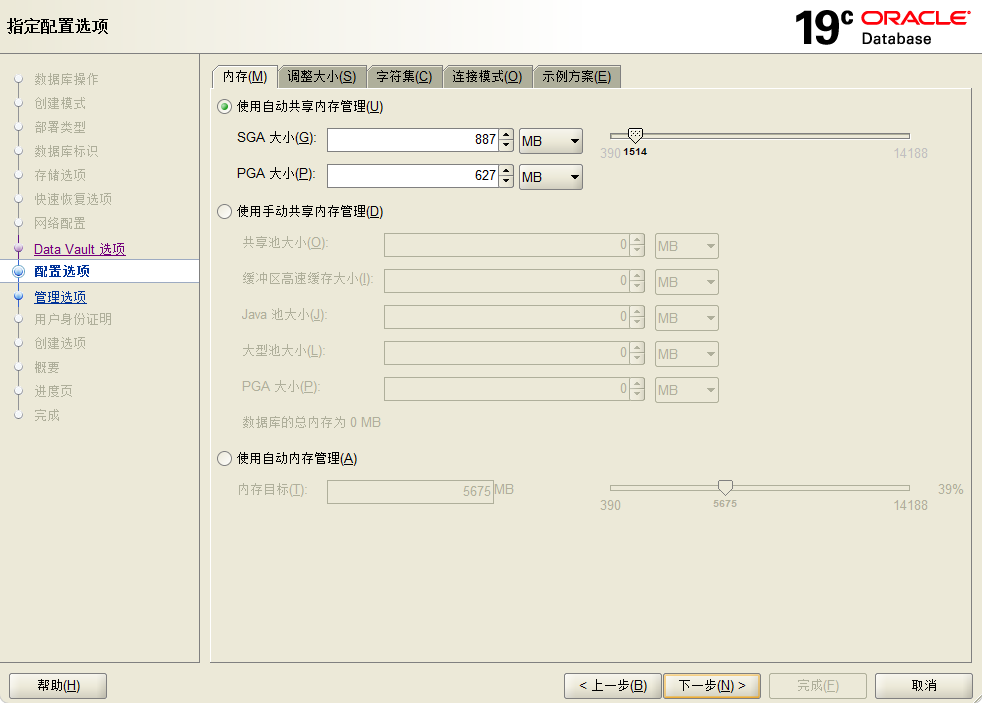 指定配置选项
19c ORACLE
Database
数据库操作
创建模式
部署类型
数据库标识
存储选项
快速恢复选项
网络配置
Data Vault 选项
配置选项
管理选项
用户身份证明
创建选项
概要
进度页
完成
内存(M) 调整大小(S) 字符集(C) 连接模式(O) 示例方案(E)
使用自动共享内存管理(U)
SGA 大小(G): 887 MB
390 1514 14188
PGA 大小(P): 627 MB
使用手动共享内存管理(D)
共享池大小(O): 0 MB
缓冲区高速缓存大小(I): 0 MB
Java 池大小(J): 0 MB
大型池大小(L): 0 MB
PGA 大小(P): 0 MB
数据库的总内存为 0 MB
使用自动内存管理(A)
内存目标(T): 5675 MB 39%
390 5675 14188
帮助(H) < 上一步(B) 下一步(N) > 完成(F) 取消